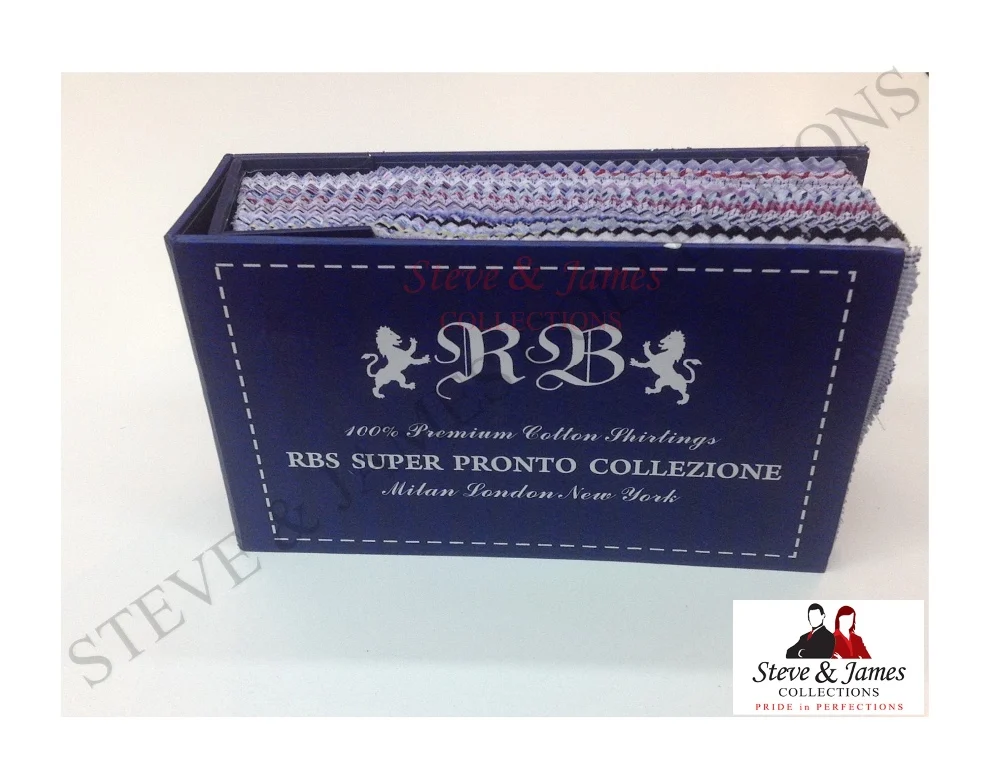 Steve & James
COLLECTIONS
RB
100% Premium Cotton Shirtings
RBS SUPER PRONTO COLLEZIONE
Milan London New York
STEVE & JAMES COLLECTIONS
Steve & James
COLLECTIONS
PRIDE in PERFECTIONS